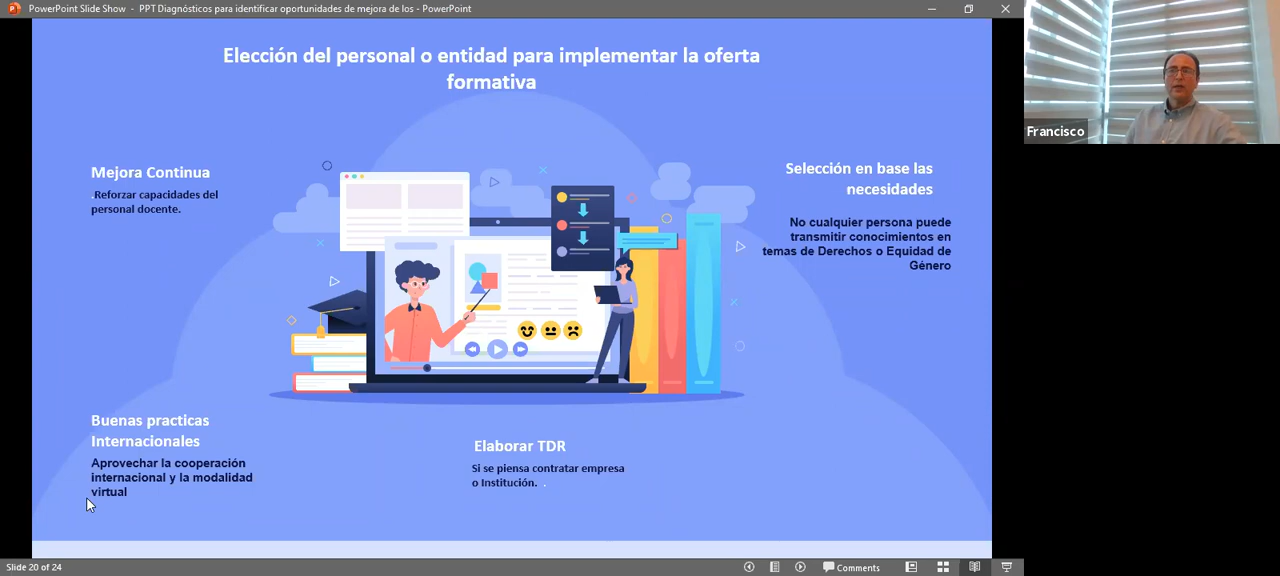 PowerPoint Slide Show - PPT Diagnósticos para identificar oportunidades de mejora de los - PowerPoint
Elección del personal o entidad para implementar la oferta
formativa
Mejora Continua
.Reforzar capacidades del
personal docente.
Selección en base las
necesidades
No cualquier persona puede
transmitir conocimientos en
temas de Derechos o Equidad de
Género
Buenas practicas
Internacionales
Aprovechar la cooperación
internacional y la modalidad
virtual
Elaborar TDR
Si se piensa contratar empresa
o Institución. .
Francisco
Slide 20 of 24
Comments